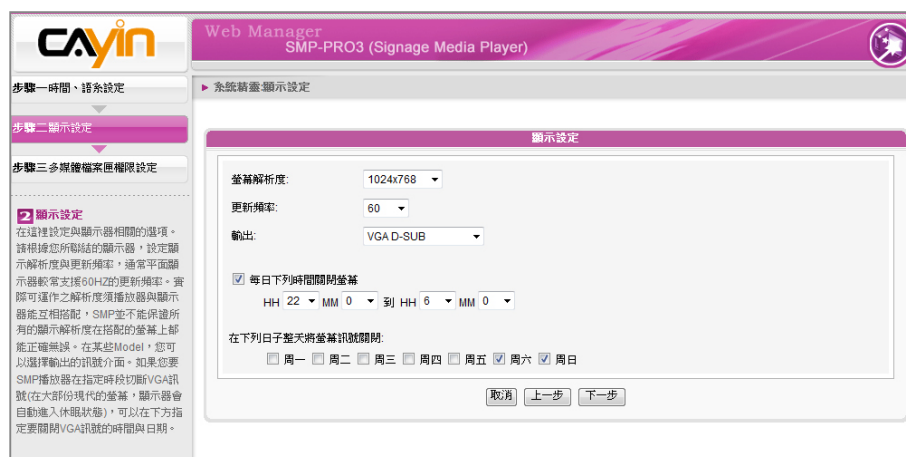 CAYIN
Web Manager
SMP-PRO3 (Signage Media Player)
步驟一時間、語系設定
步驟二顯示設定
步驟三多媒體檔案匣權限設定
2 顯示設定
在這裡設定與顯示器相關的選項。
請根據您所聯結的顯示器，設定顯
示解析度與更新頻率，通常平面顯
示器較常支援60HZ的更新頻率。實
際可運作之解析度須播放器與顯示
器能互相搭配，SMP並不能保證所
有的顯示解析度在搭配的螢幕上都
能正確無誤。在某些Model，您可
以選擇輸出的訊號介面。如果您要
SMP播放器在指定時段切斷VGA訊
號(在大部份現代的螢幕，顯示器會
自動進入休眠狀態)，可以在下方指
定要關閉VGA訊號的時間與日期。
系統精靈:顯示設定
顯示設定
螢幕解析度: 1024x768
更新頻率: 60
輸出: VGA D-SUB
每日下列時間關閉螢幕
HH 22 MM 0 到 HH 6 MM 0
在下列日子整天將螢幕訊號關閉:
周一 周二 周三 周四 周五 周六 周日
取消 上一步 下一步